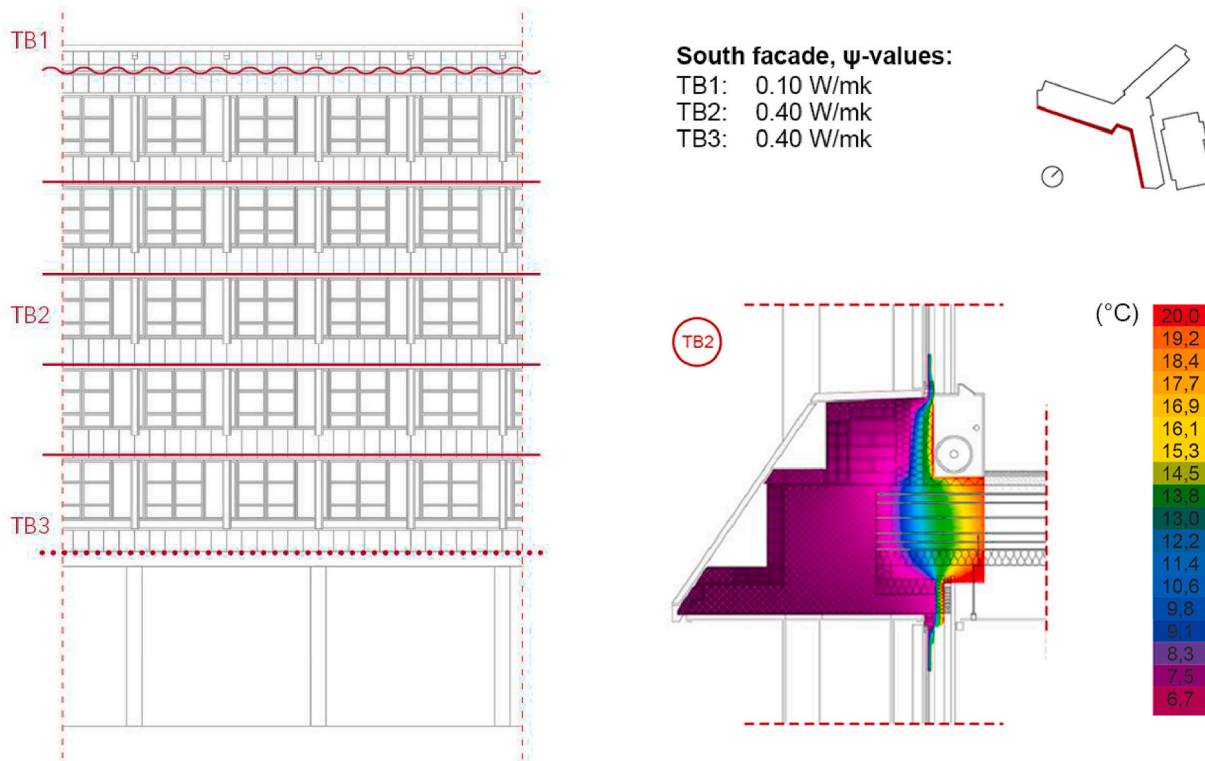 TB1
TB2
TB3
South facade, ψ-values:
TB1: 0.10 W/mk
TB2: 0.40 W/mk
TB3: 0.40 W/mk
TB2
(°C)
20,0
19,2
18,4
17,7
16,9
16,1
15,3
14,5
13,8
13,0
12,2
11,4
10,6
9,8
9,1
8,3
7,5
6,7